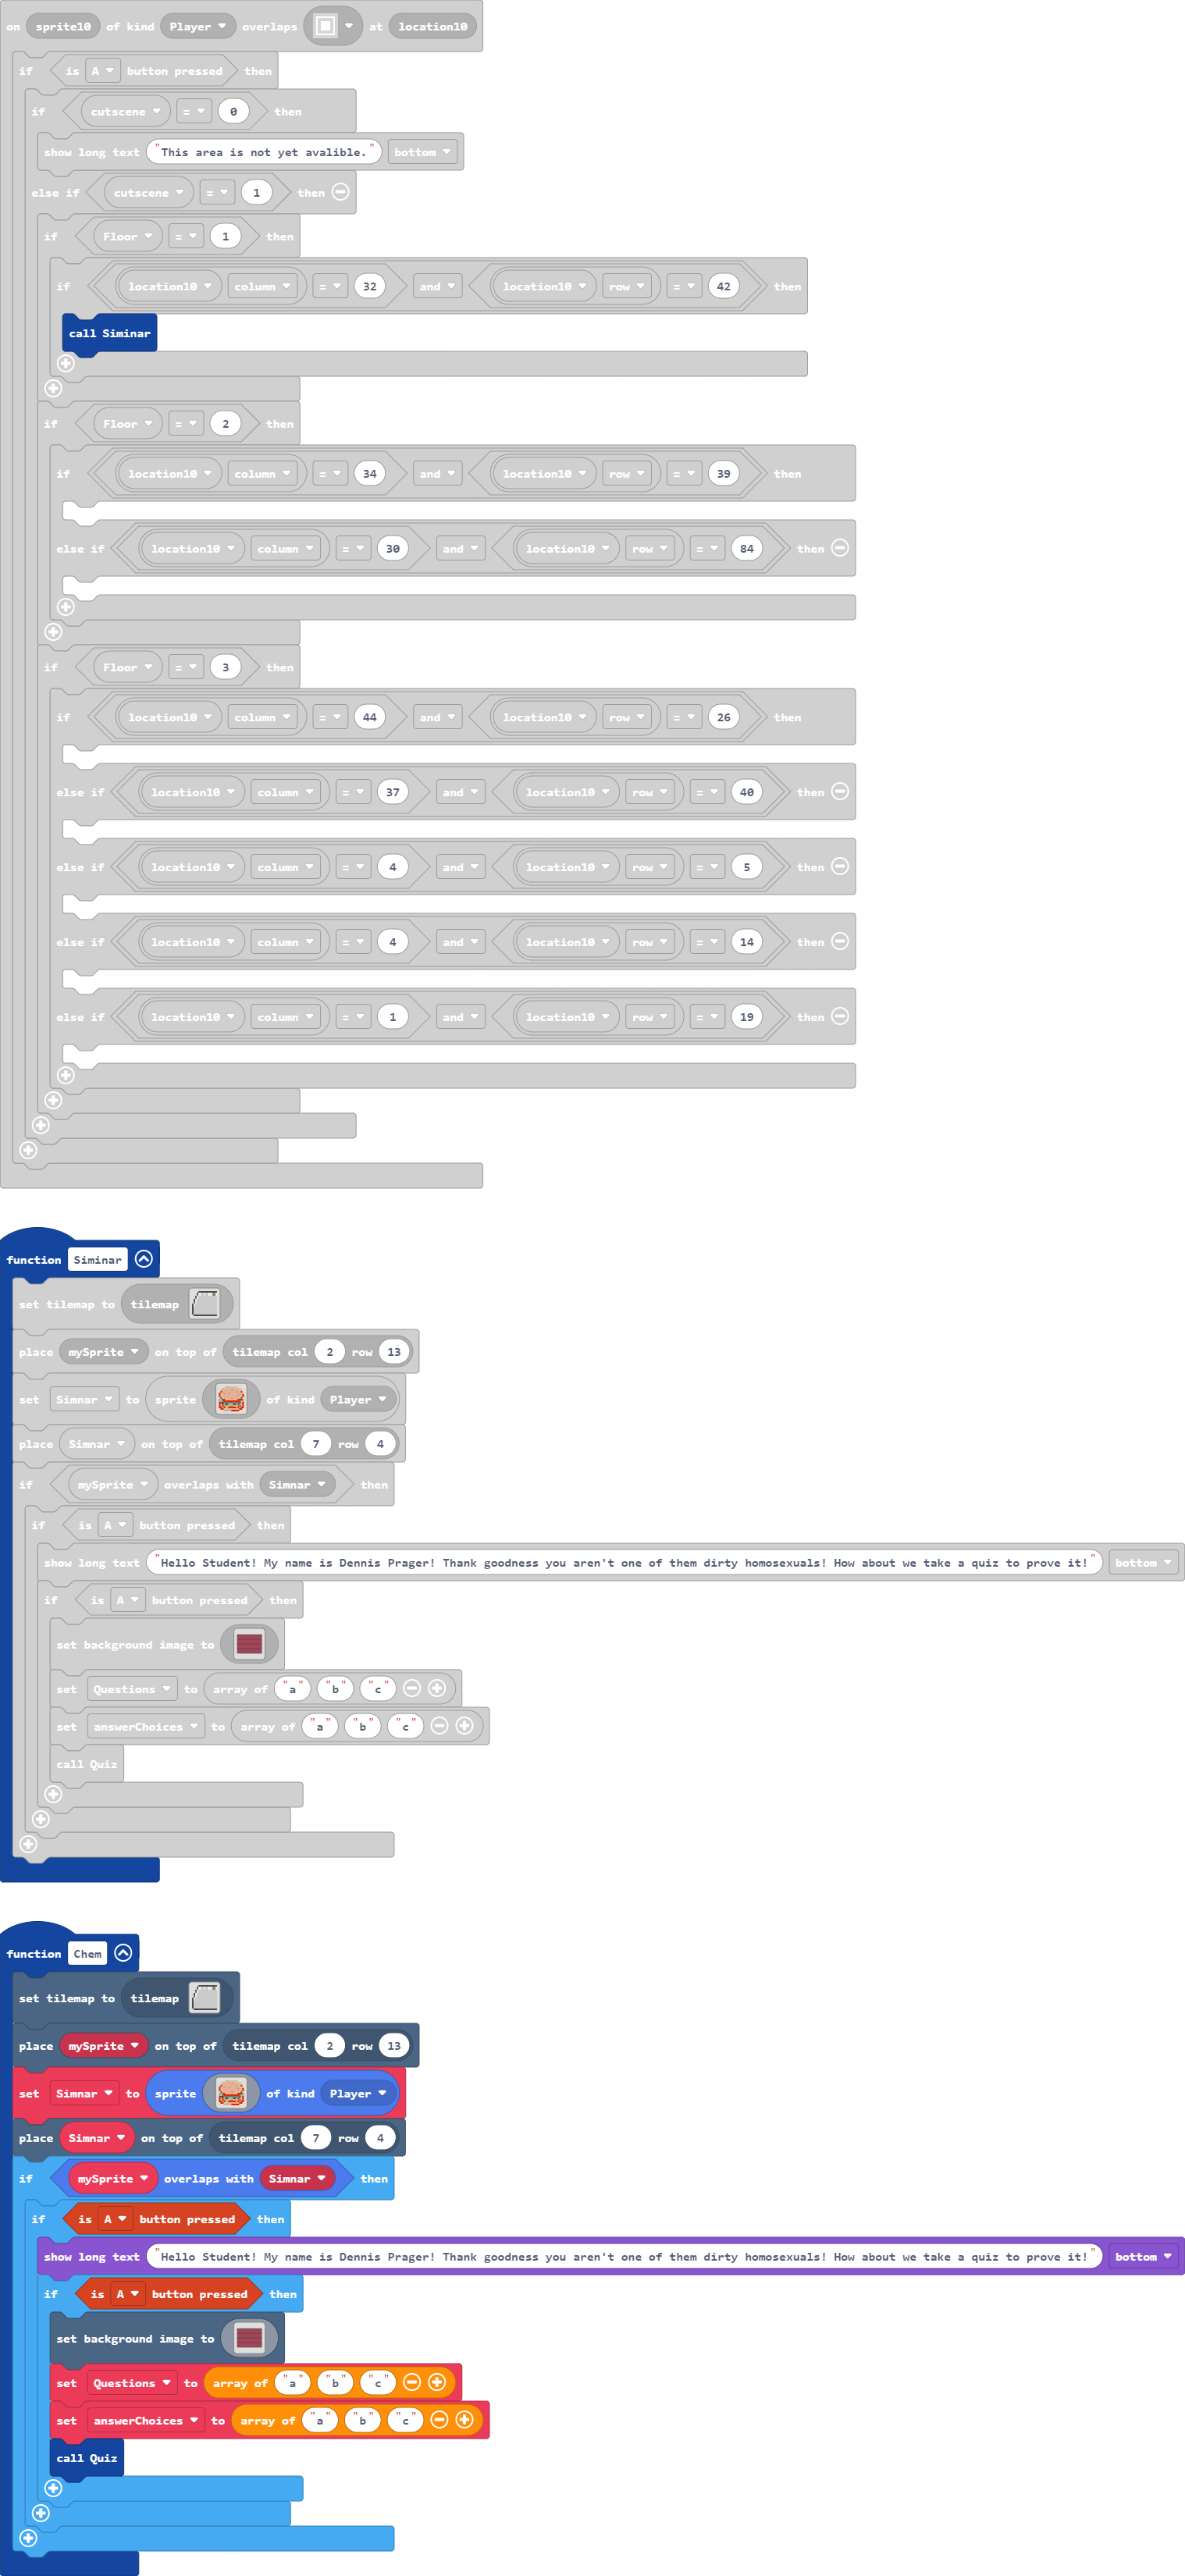 on sprite10 of kind Player overlaps at location10
if is A button pressed then
if cutscene = 0 then
show long text "This area is not yet avalible." bottom
else if cutscene = 1 then
if Floor = 1 then
if location10 column = 32 and location10 row = 42 then
call Siminar
if Floor = 2 then
if location10 column = 34 and location10 row = 39 then
else if location10 column = 30 and location10 row = 84 then
if Floor = 3 then
if location10 column = 44 and location10 row = 26 then
else if location10 column = 37 and location10 row = 40 then
else if location10 column = 4 and location10 row = 5 then
else if location10 column = 4 and location10 row = 14 then
else if location10 column = 1 and location10 row = 19 then
function Siminar
set tilemap to tilemap
place mySprite on top of tilemap col 2 row 13
set Simnar to sprite of kind Player
place Simnar on top of tilemap col 7 row 4
if mySprite overlaps with Simnar then
if is A button pressed then
show long text "Hello Student! My name is Dennis Prager! Thank goodness you aren't one of them dirty homosexuals! How about we take a quiz to prove it!" bottom
if is A button pressed then
set background image to
set Questions to array of "a" "b" "c"
set answerChoices to array of "a" "b" "c"
call Quiz
function Chem
set tilemap to tilemap
place mySprite on top of tilemap col 2 row 13
set Simnar to sprite of kind Player
place Simnar on top of tilemap col 7 row 4
if mySprite overlaps with Simnar then
if is A button pressed then
show long text "Hello Student! My name is Dennis Prager! Thank goodness you aren't one of them dirty homosexuals! How about we take a quiz to prove it!" bottom
if is A button pressed then
set background image to
set Questions to array of "a" "b" "c"
set answerChoices to array of "a" "b" "c"
call Quiz